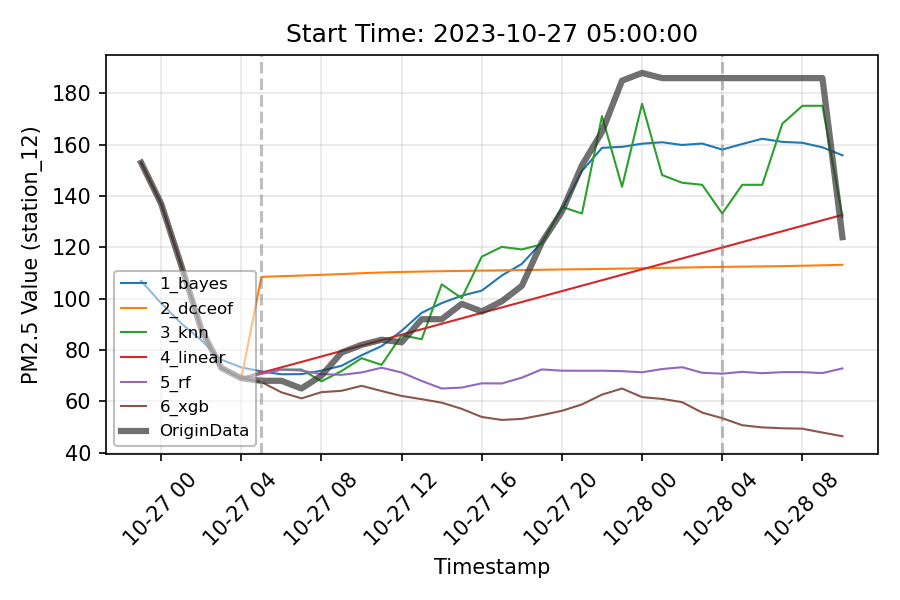 Start Time: 2023-10-27 05:00:00
PM2.5 Value (station_12)
180
160
140
120
100
80
60
40
1_bayes
2_dcceof
3_knn
4_linear
5_rf
6_xgb
OriginData
10-27 00
10-27 04
10-27 08
10-27 12
10-27 16
10-27 20
10-28 00
10-28 04
10-28 08
Timestamp